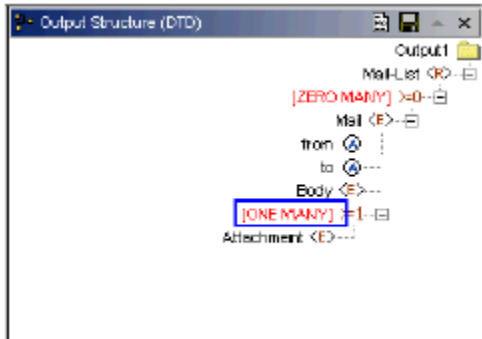 Output Structure (DTD)
Output1
Mail-List <R>
[ZERO MANY] >=0
Mail <E>
from A
to A
Body <E>
[ONE MANY] >=1
Attachment <E>